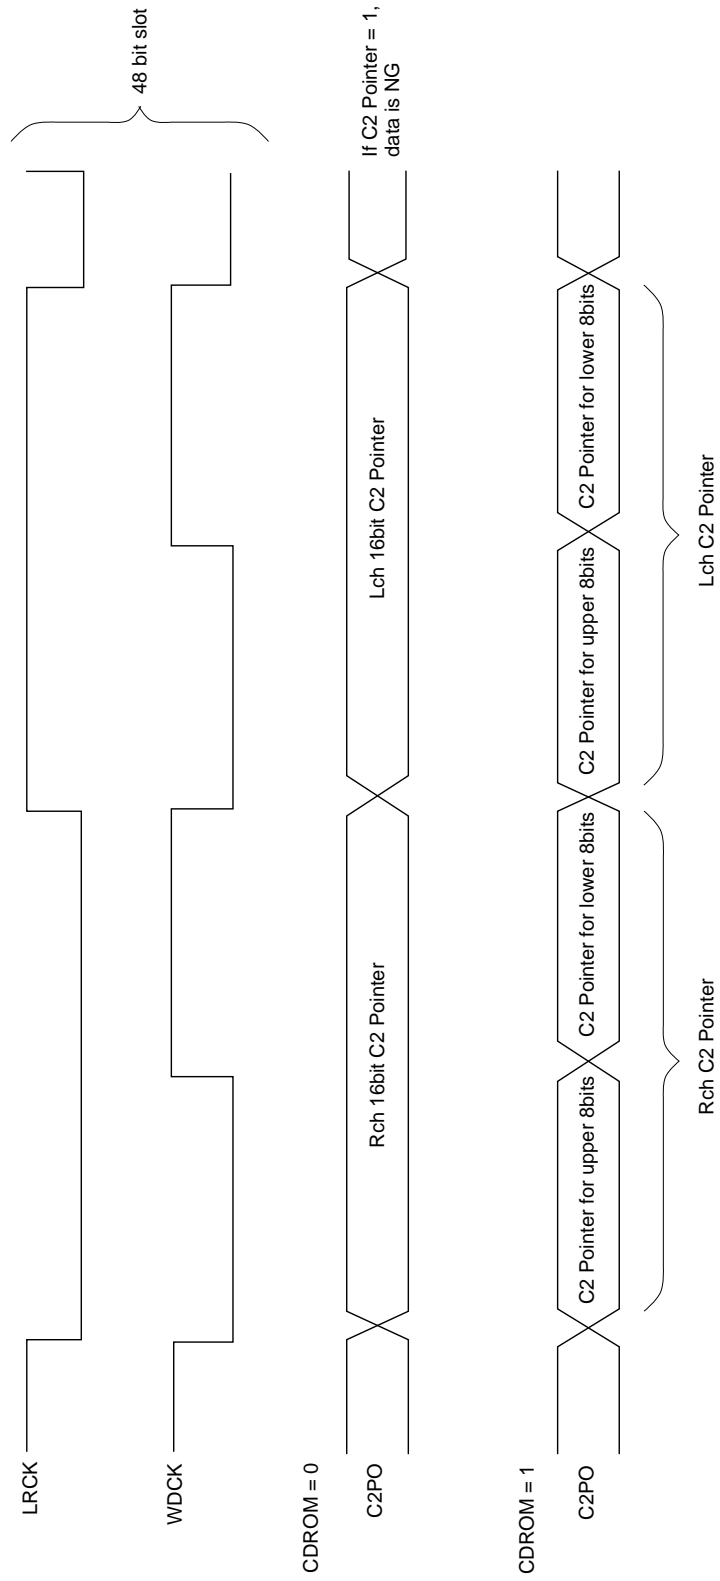 LRCK
48 bit slot
WDCK
CDROM = 0
C2PO
Rch 16bit C2 Pointer
Lch 16bit C2 Pointer
If C2 Pointer = 1,
data is NG
CDROM = 1
C2PO
C2 Pointer for upper 8bits
C2 Pointer for lower 8bits
C2 Pointer for upper 8bits
C2 Pointer for lower 8bits
Rch C2 Pointer
Lch C2 Pointer